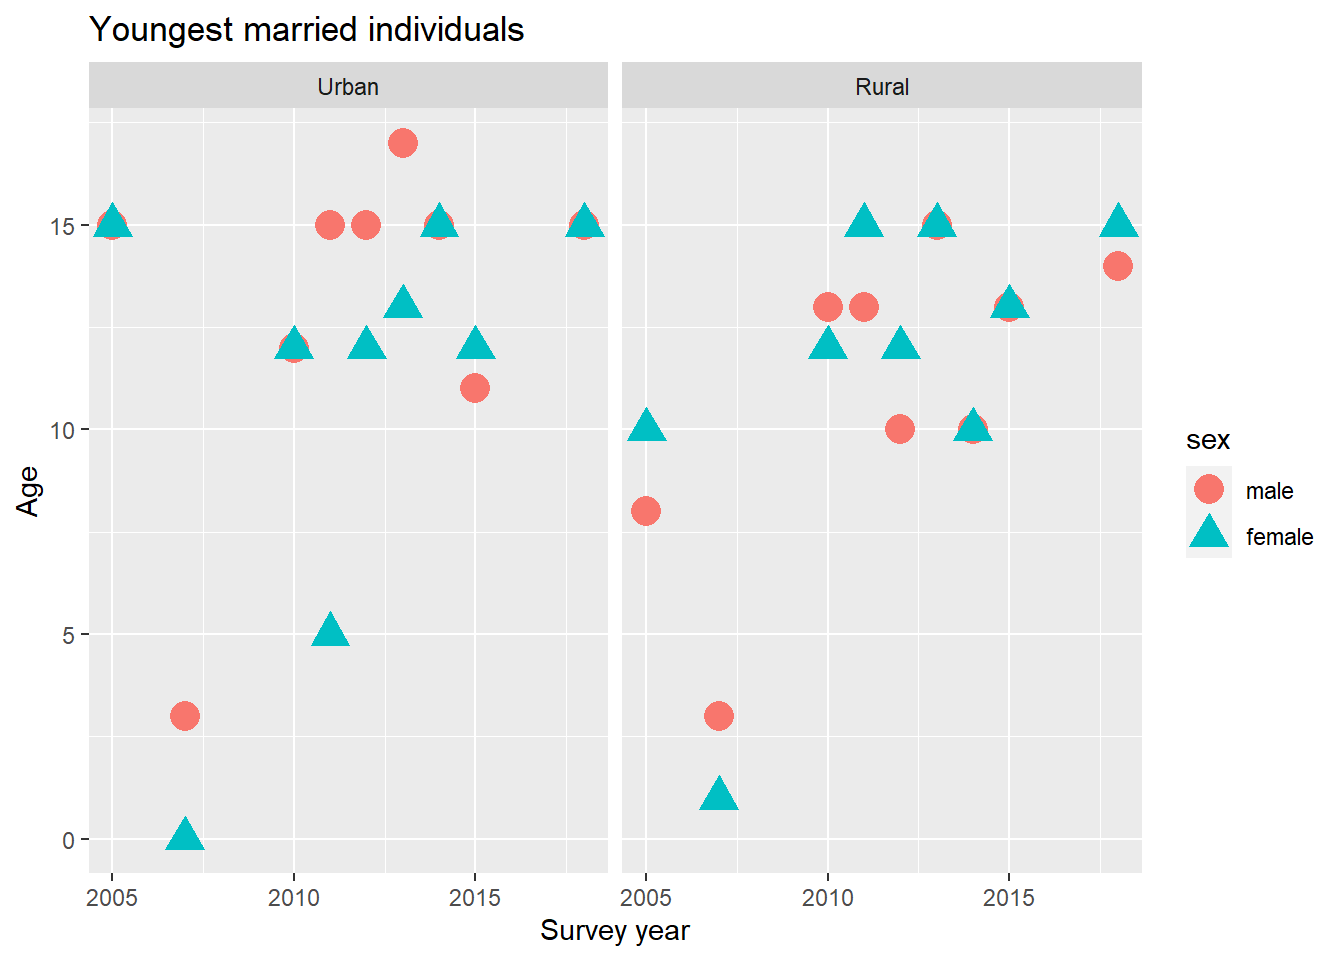 Youngest married individuals
Urban
Rural
15
10
5
0
Age
2005
2010
2015
2005
2010
2015
Survey year
sex
male
female